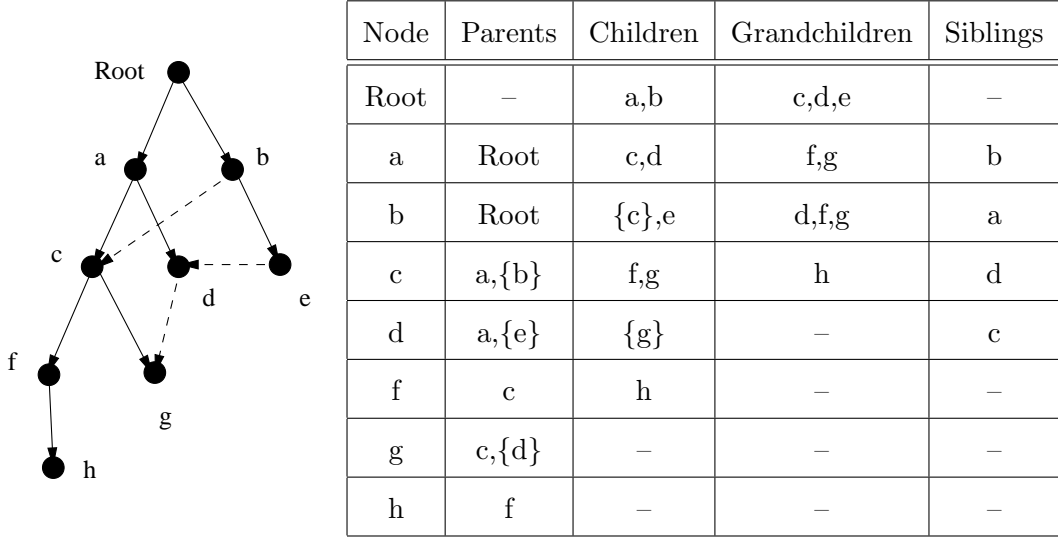 Root
a
b
c
d
e
f
g
h
Node Parents Children Grandchildren Siblings
Root – a,b c,d,e –
a Root c,d f,g b
b Root {c},e d,f,g a
c a,{b} f,g h d
d a,{e} {g} – c
f c h – –
g c,{d} – – –
h f – – –